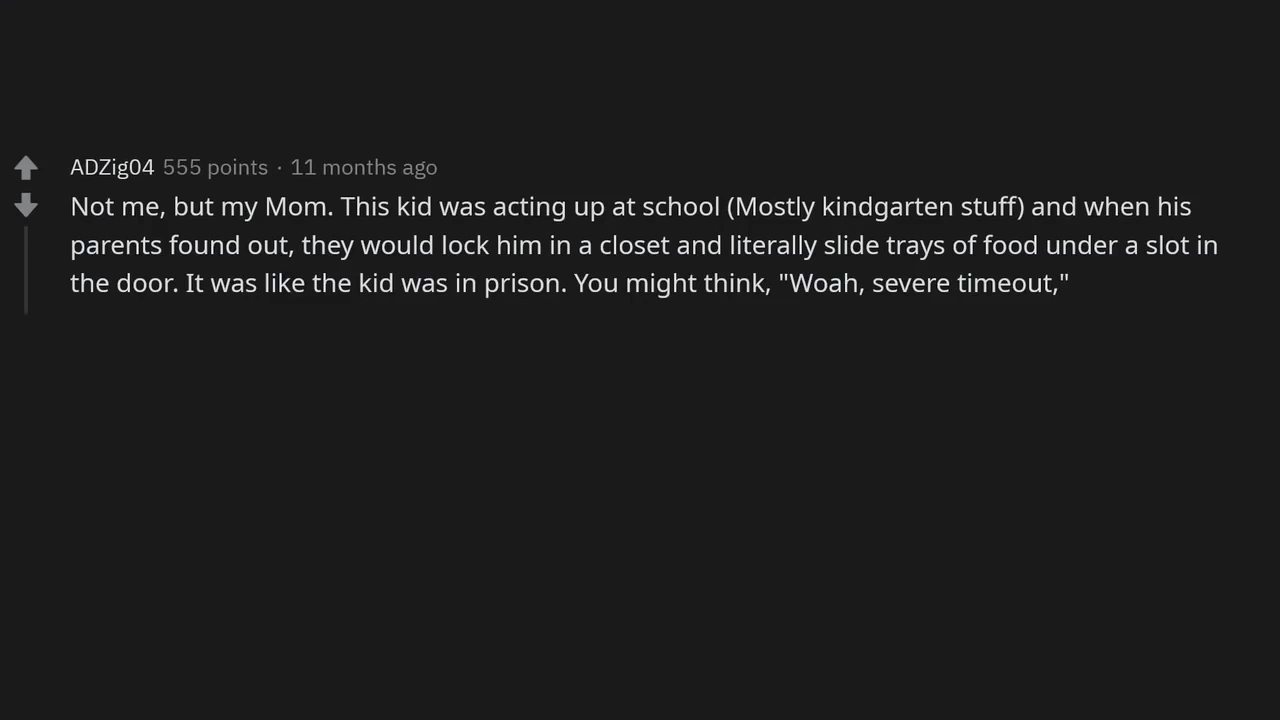 ADZig04 555 points · 11 months ago
Not me, but my Mom. This kid was acting up at school (Mostly kindgarten stuff) and when his
parents found out, they would lock him in a closet and literally slide trays of food under a slot in
the door. It was like the kid was in prison. You might think, "Woah, severe timeout,"